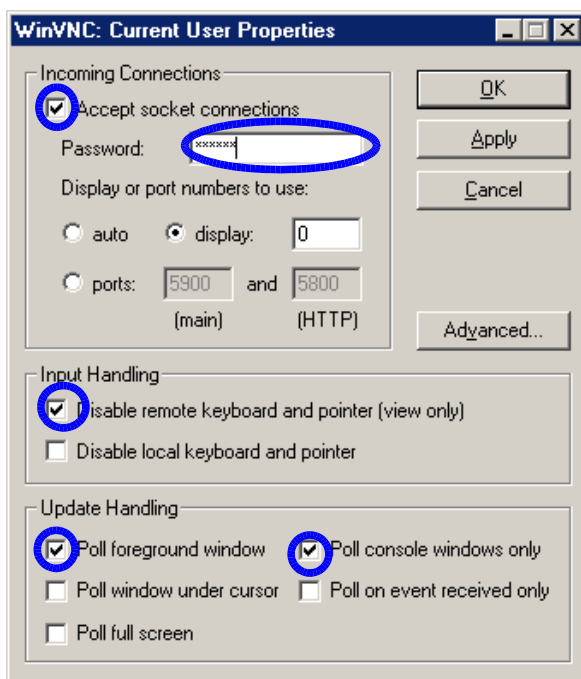 WinVNC: Current User Properties
Incoming Connections
OK
Accept socket connections
Apply
Password: ******
Display or port numbers to use:
Cancel
auto display: 0
ports: 5900 and 5800
(main) (HTTP)
Advanced...
Input Handling
Disable remote keyboard and pointer (view only)
Disable local keyboard and pointer
Update Handling
Poll foreground window Poll console windows only
Poll window under cursor Poll on event received only
Poll full screen